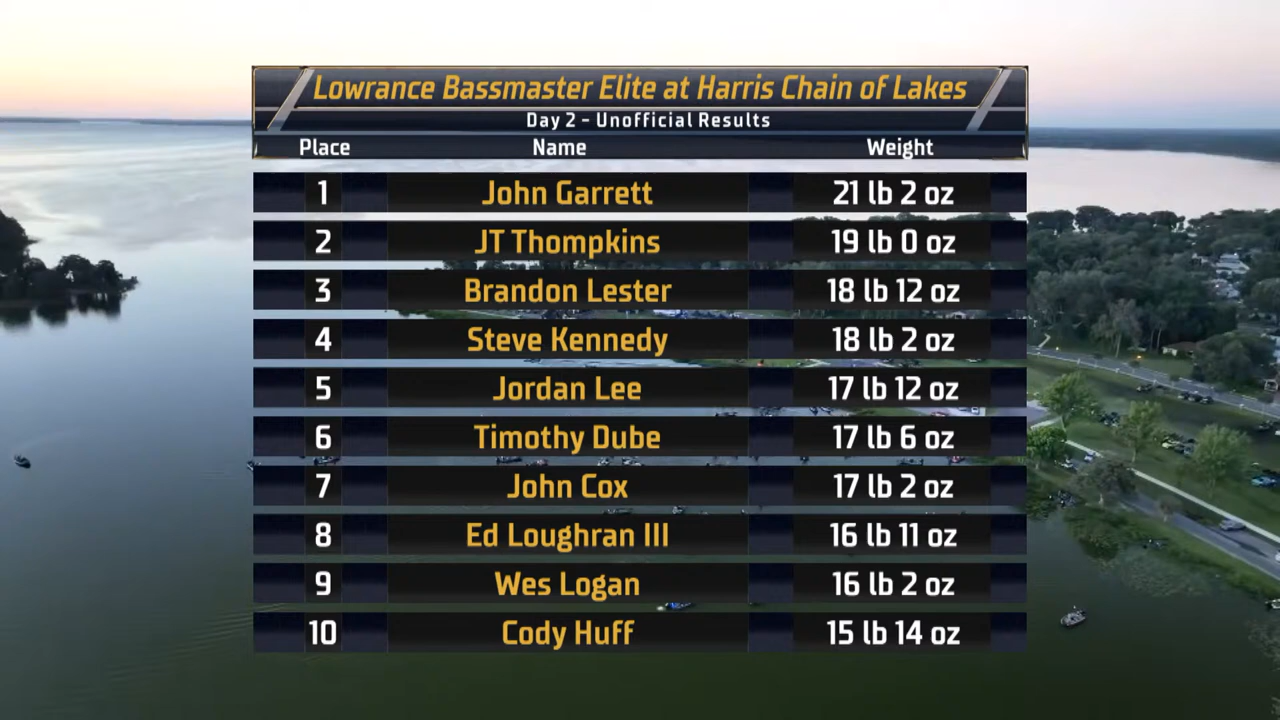 Lowrance Bassmaster Elite at Harris Chain of Lakes
Day 2 - Unofficial Results
Place Name Weight
1 John Garrett 21 lb 2 oz
2 JT Thompkins 19 lb 0 oz
3 Brandon Lester 18 lb 12 oz
4 Steve Kennedy 18 lb 2 oz
5 Jordan Lee 17 lb 12 oz
6 Timothy Dube 17 lb 6 oz
7 John Cox 17 lb 2 oz
8 Ed Loughran III 16 lb 11 oz
9 Wes Logan 16 lb 2 oz
10 Cody Huff 15 lb 14 oz